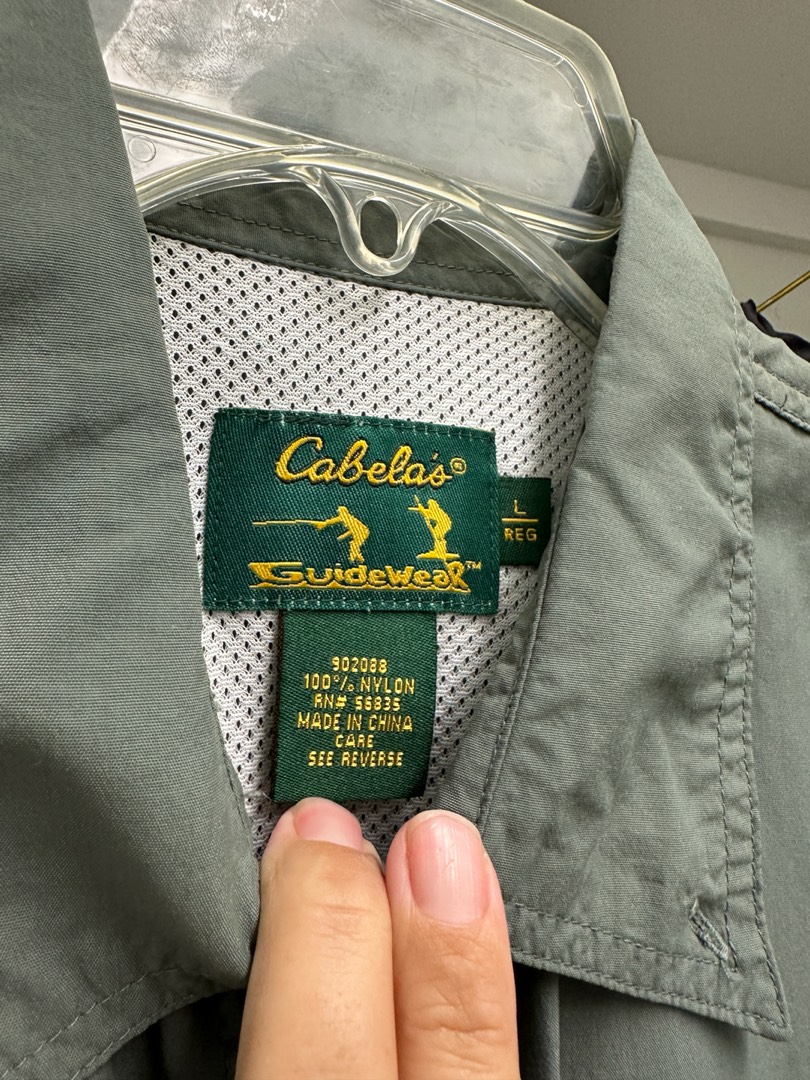 Cabela's®
GuideWear™
L
REG
902088
100% NYLON
RN# 56835
MADE IN CHINA
CARE
SEE REVERSE